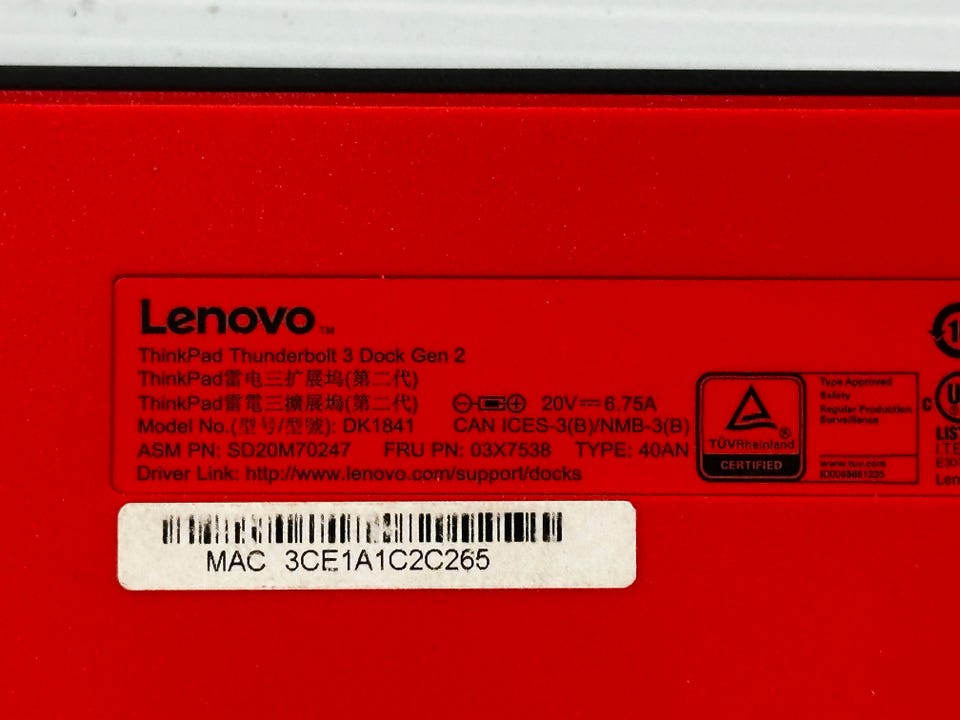 Lenovo™
ThinkPad Thunderbolt 3 Dock Gen 2
ThinkPad雷电三扩展坞(第二代)
ThinkPad雷電三擴展塢(第二代) 20V⎓6.75A
Model No.(型号/型號): DK1841 CAN ICES-3(B)/NMB-3(B)
ASM PN: SD20M70247 FRU PN: 03X7538 TYPE: 40AN
Driver Link: http://www.lenovo.com/support/docks
TÜVRheinland®
CERTIFIED
Type Approved
Safety
Regular Production
Surveillance
www.tuv.com
MAC 3CE1A1C2C265